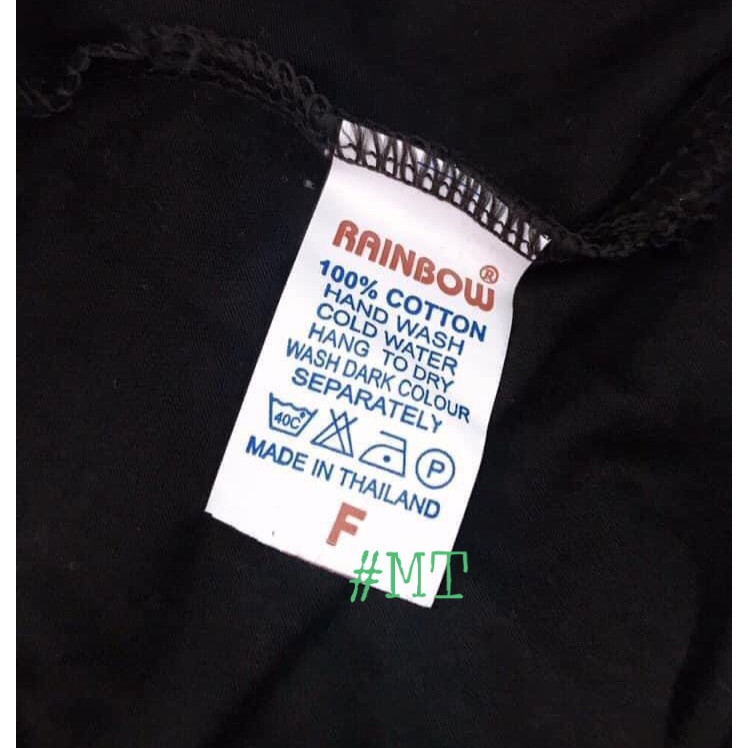 RAINBOW®
100% COTTON
HAND WASH
COLD WATER
HANG TO DRY
WASH DARK COLOUR
SEPARATELY
40C° P
MADE IN THAILAND
F
#MT